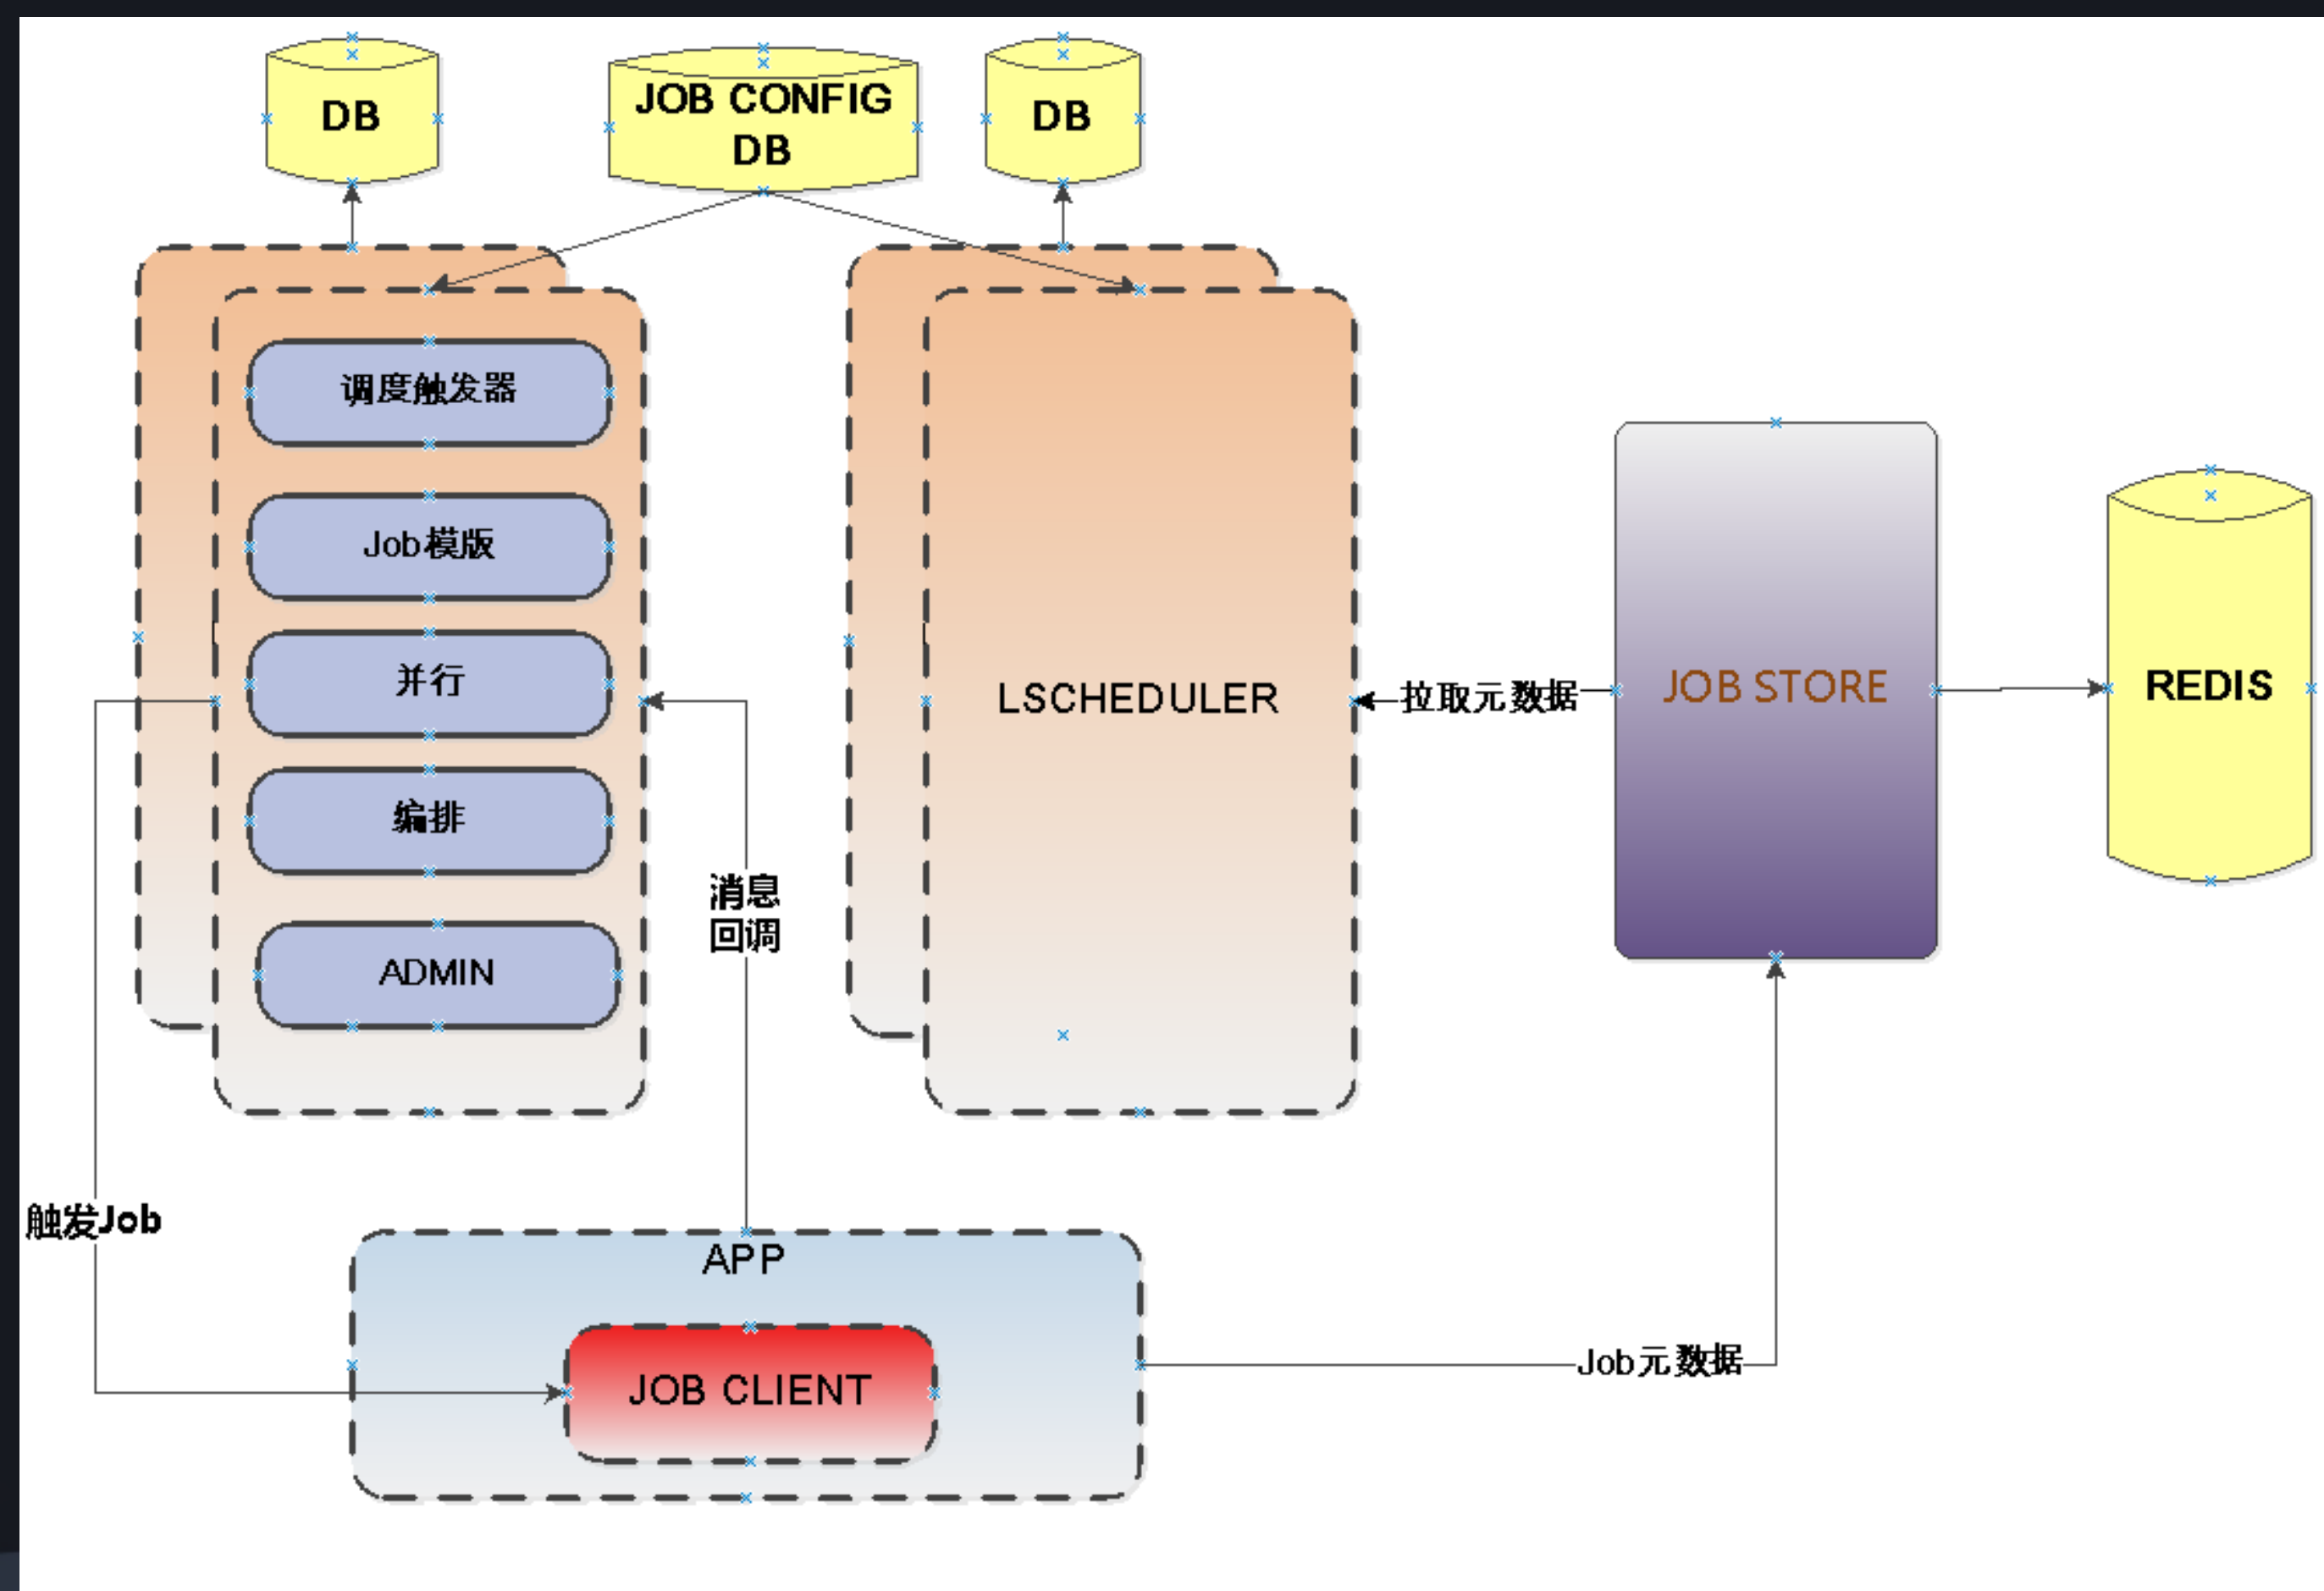 DB
JOB CONFIG
DB
DB
调度触发器
Job模版
并行
编排
ADMIN
LSCHEDULER
拉取元数据
JOB STORE
REDIS
消息
回调
触发Job
APP
JOB CLIENT
Job元数据